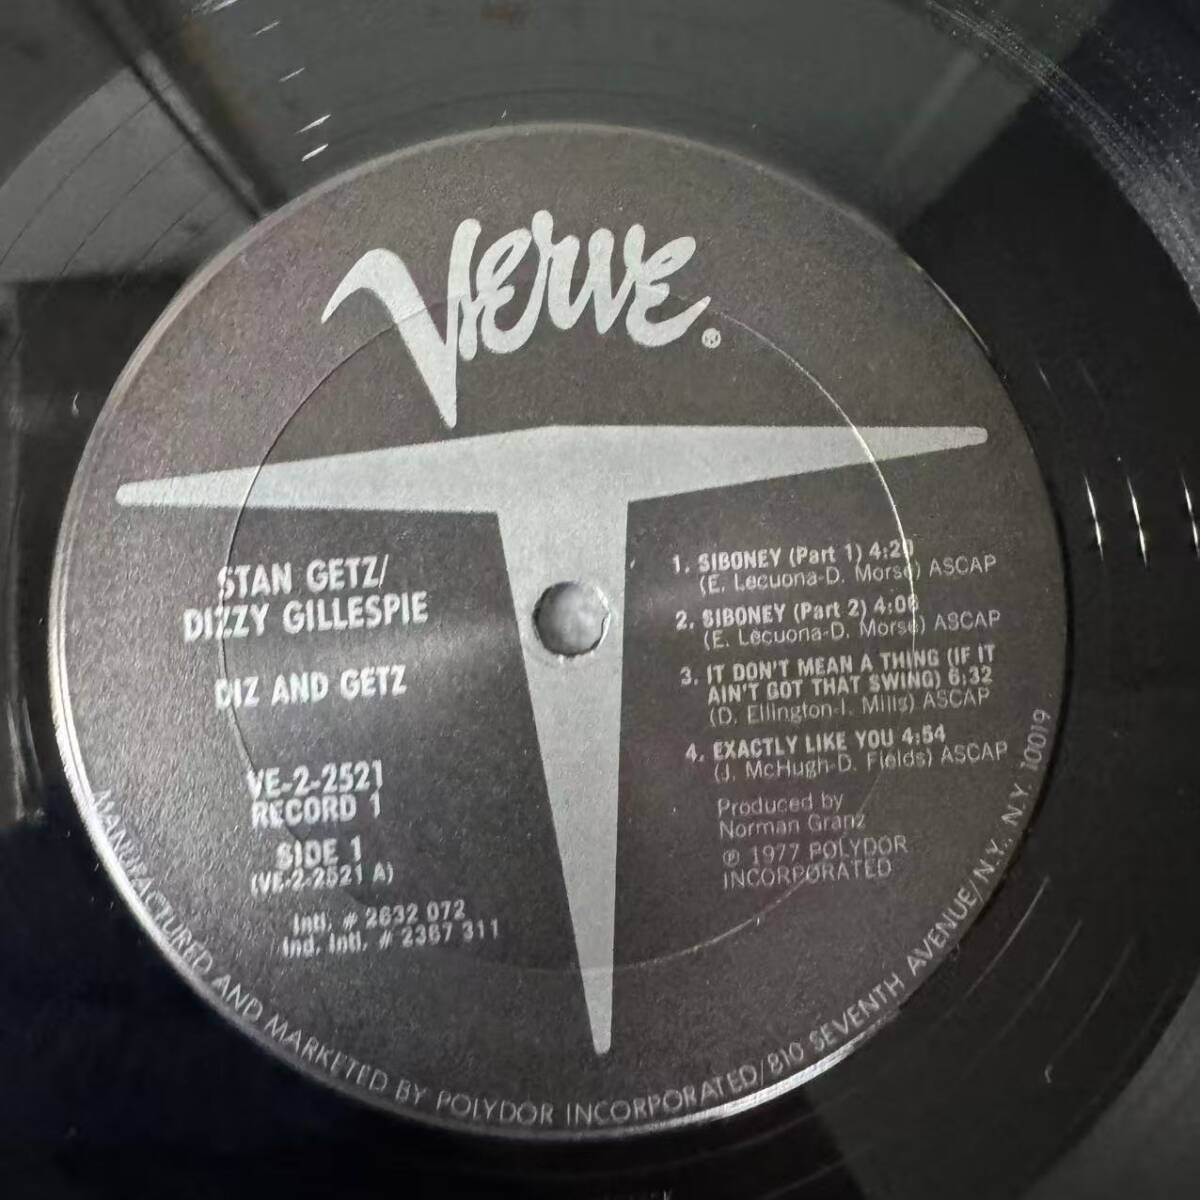 Verve®
STAN GETZ/
DIZZY GILLESPIE
DIZ AND GETZ
VE-2-2521
RECORD 1
SIDE 1
(VE-2-2521 A)
Intl. # 2632 072
Ind. Intl. # 2367 311
1. SIBONEY (Part 1) 4:20
(E. Lecuona-D. Morse) ASCAP
2. SIBONEY (Part 2) 4:06
(E. Lecuona-D. Morse) ASCAP
3. IT DON'T MEAN A THING (IF IT
AIN'T GOT THAT SWING) 6:32
(D. Ellington-I. Mills) ASCAP
4. EXACTLY LIKE YOU 4:54
(J. McHugh-D. Fields) ASCAP
Produced by
Norman Granz
℗ 1977 POLYDOR
INCORPORATED
MANUFACTURED AND MARKETED BY POLYDOR INCORPORATED/810 SEVENTH AVENUE/N.Y., N.Y. 10019